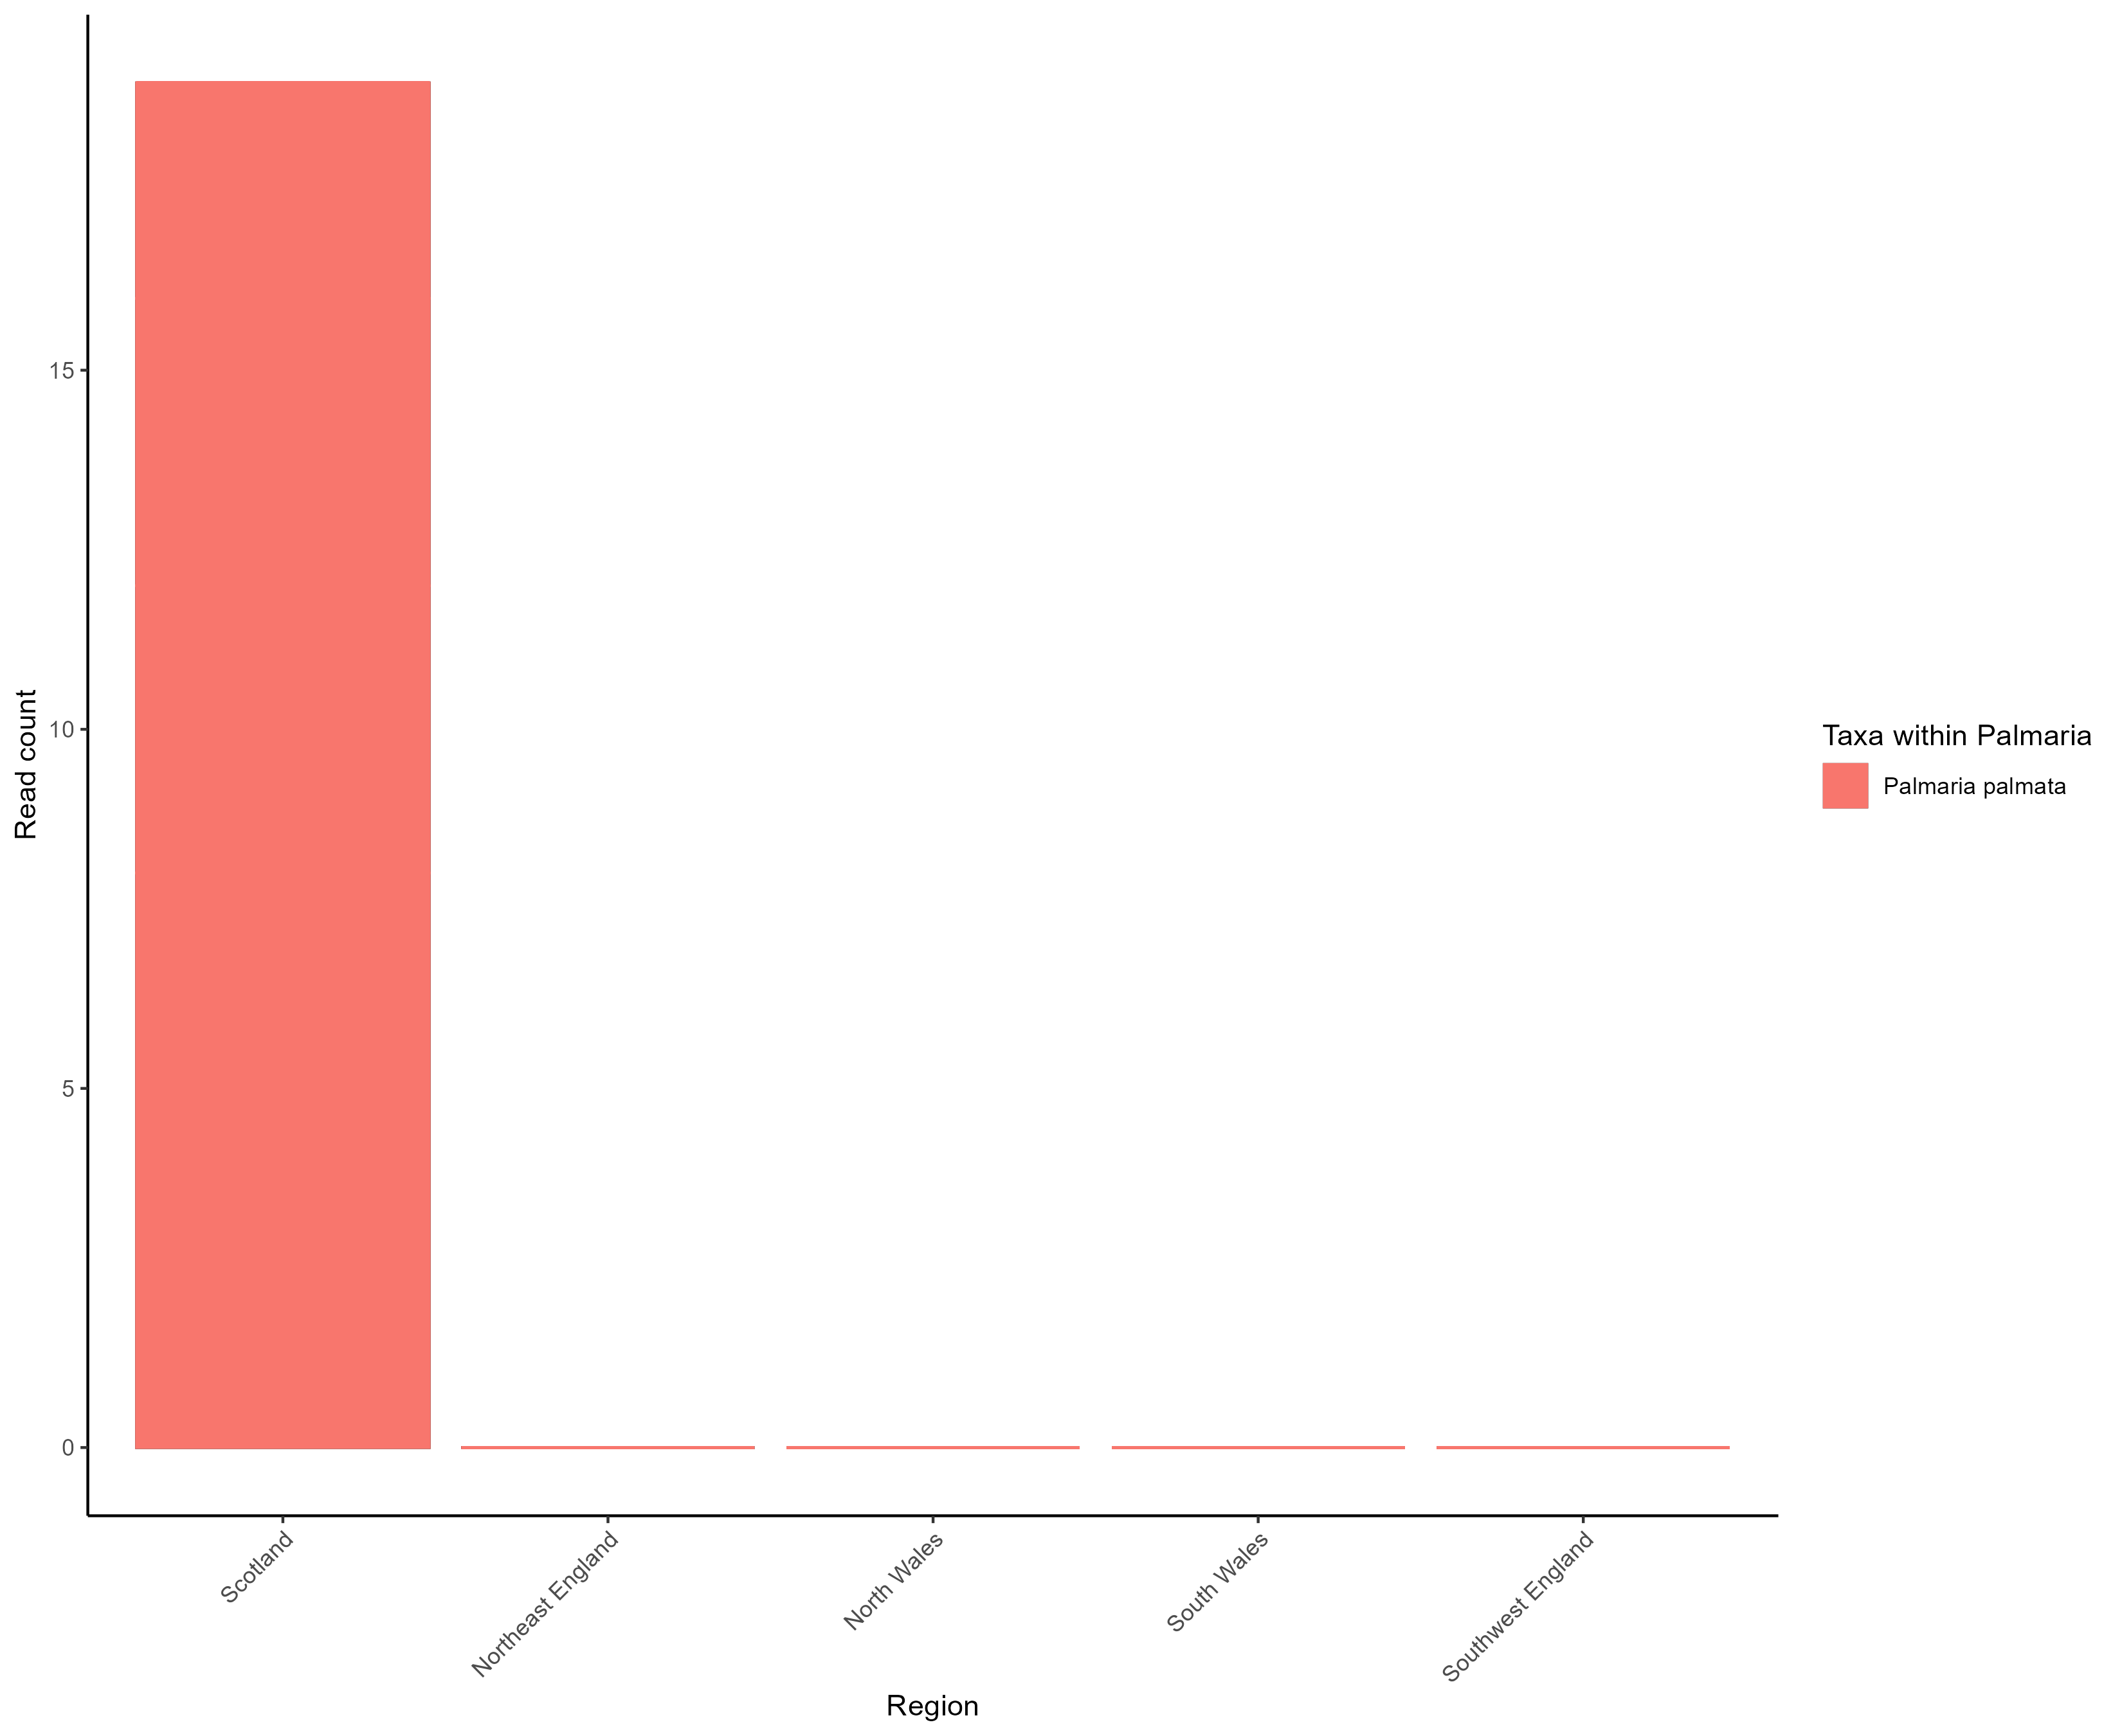 15
10
5
0
Read count
Scotland
Northeast England
North Wales
South Wales
Southwest England
Region
Taxa within Palmaria
Palmaria palmata